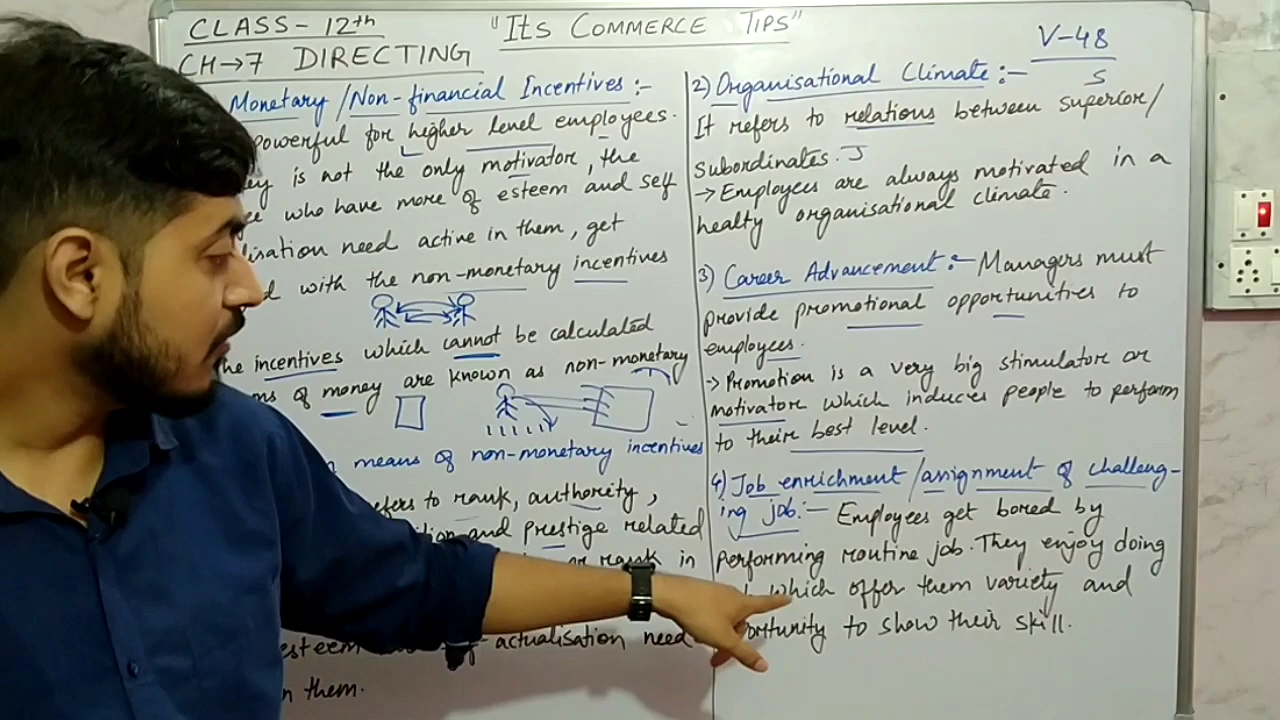 CLASS - 12th
"Its Commerce Tips"
V-48
CH→7 DIRECTING
Monetary / Non-financial Incentives :-
powerful for higher level employees.
is not the only motivator, the
who have more of esteem and self
need active in them, get
with the non-monetary incentives
incentives which cannot be calculated
of money are known as non-monetary
means of non-monetary incentives
to rank, authority,
and prestige related
rank in
esteem actualisation need
them.
2) Organisational Climate :-
S
It refers to relations between Supercor/
Subordinates.
→ Employees are always motivated in a
healty organisational climate.
3) Career Advancement :- Managers must
provide promotional opportunities to
employees.
→ Promotion is a very big stimulator or
motivator which induces people to perform
to their best level.
4) Job enrichment / assignment of challeng-
ing job :- Employees get bored by
performing routine job. They enjoy doing
which offer them variety and
to show their skill.